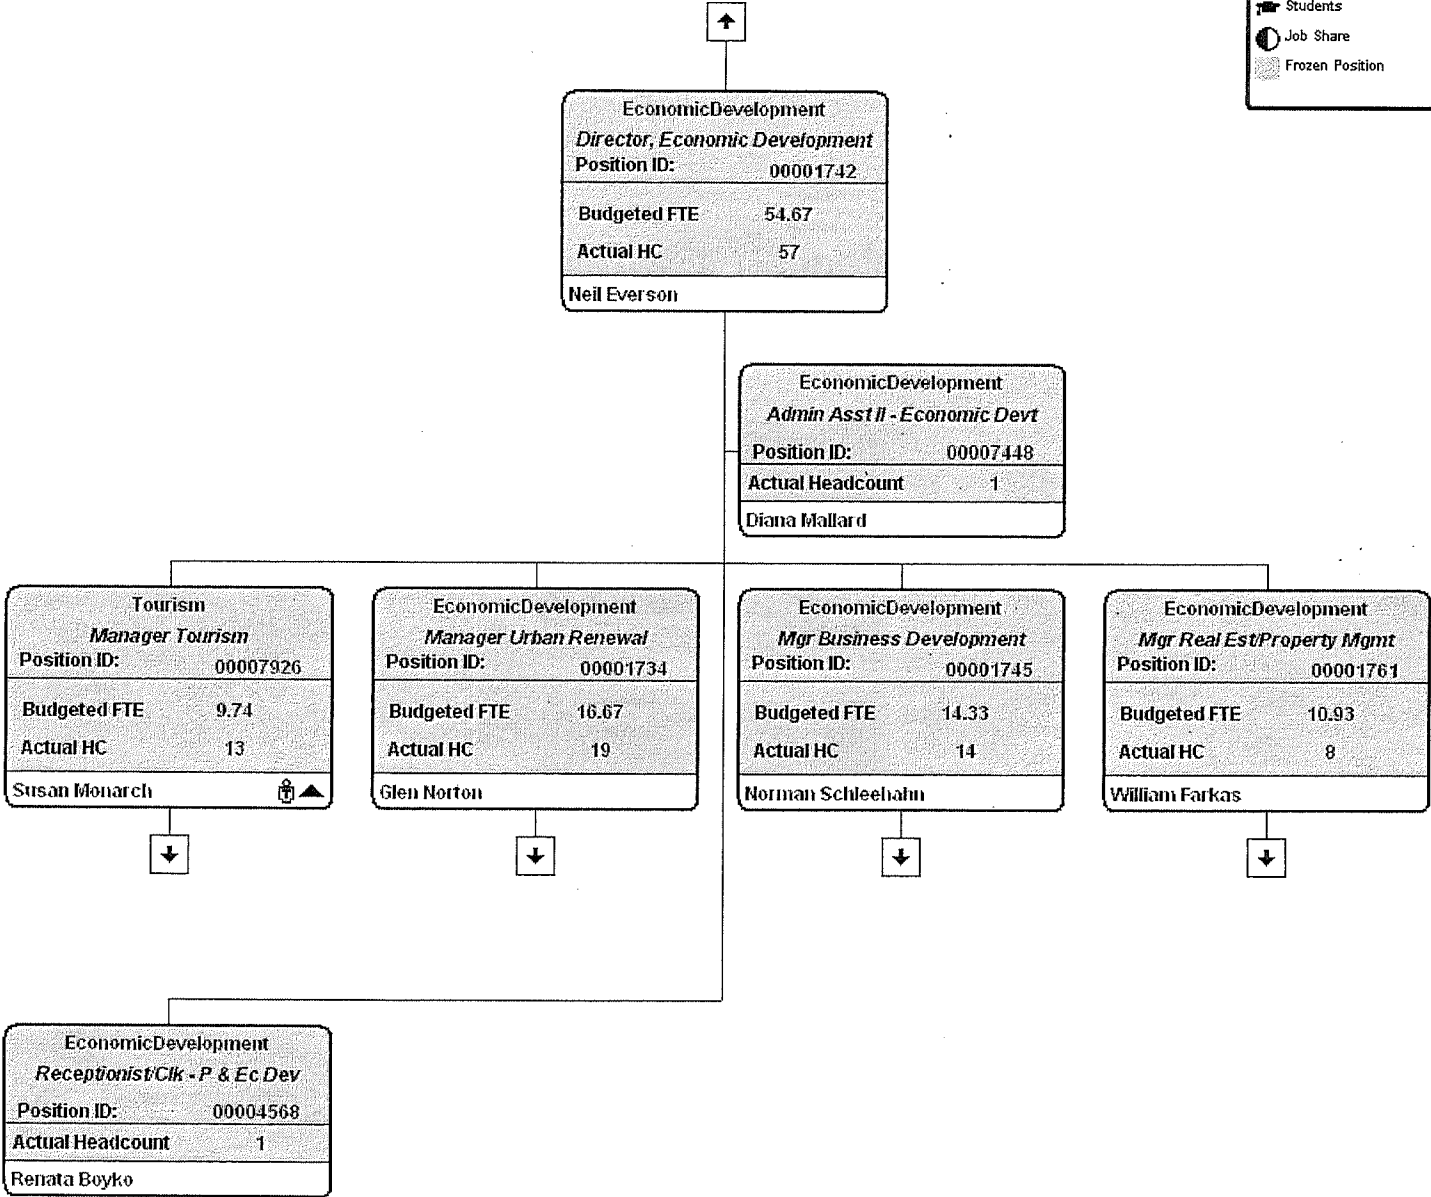 Students
Job Share
Frozen Position
EconomicDevelopment
Director, Economic Development
Position ID: 00001742
Budgeted FTE 54.67
Actual HC 57
Neil Everson
EconomicDevelopment
Admin Asst II - Economic Devt
Position ID: 00007448
Actual Headcount 1
Diana Mallard
Tourism
Manager Tourism
Position ID: 00007926
Budgeted FTE 9.74
Actual HC 13
Susan Monarch
EconomicDevelopment
Manager Urban Renewal
Position ID: 00001734
Budgeted FTE 16.67
Actual HC 19
Glen Norton
EconomicDevelopment
Mgr Business Development
Position ID: 00001745
Budgeted FTE 14.33
Actual HC 14
Norman Schleehahn
EconomicDevelopment
Mgr Real Est/Property Mgmt
Position ID: 00001761
Budgeted FTE 10.93
Actual HC 8
William Farkas
EconomicDevelopment
Receptionist/Clk - P & Ec Dev
Position ID: 00004568
Actual Headcount 1
Renata Boyko